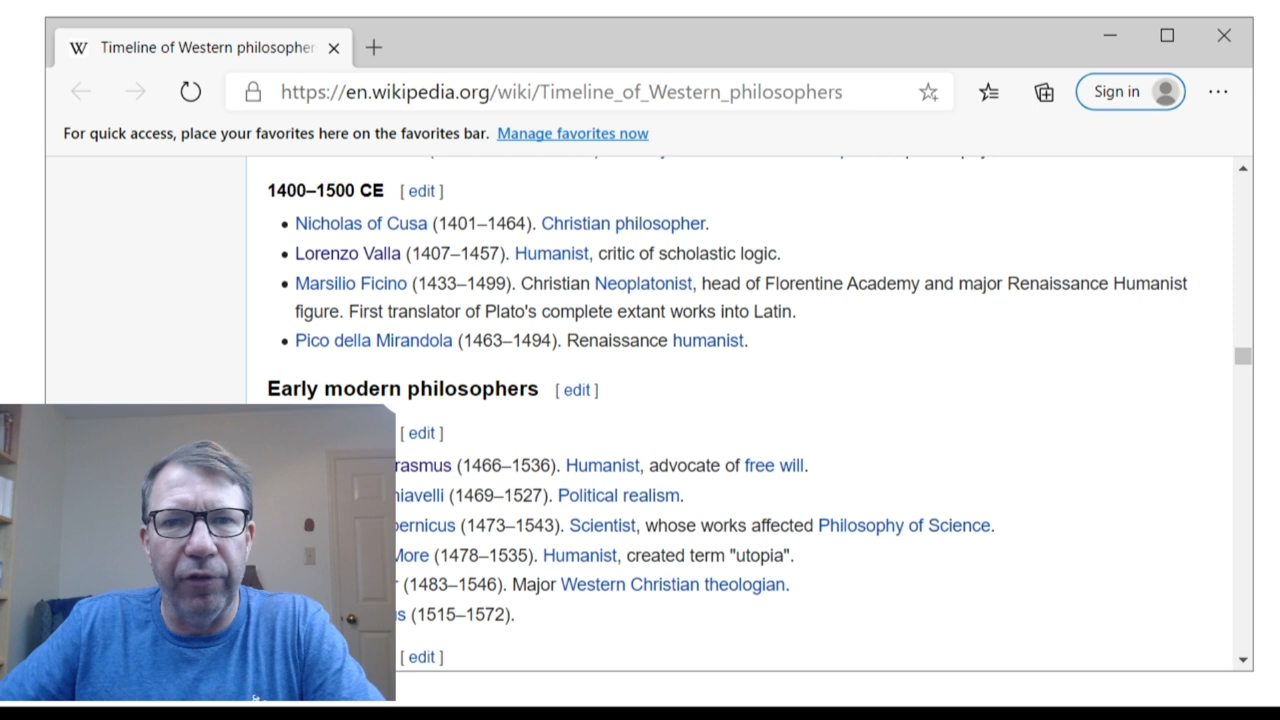 Timeline of Western philosopher
https://en.wikipedia.org/wiki/Timeline_of_Western_philosophers
Sign in
For quick access, place your favorites here on the favorites bar. Manage favorites now
1400–1500 CE [ edit ]
• Nicholas of Cusa (1401–1464). Christian philosopher.
• Lorenzo Valla (1407–1457). Humanist, critic of scholastic logic.
• Marsilio Ficino (1433–1499). Christian Neoplatonist, head of Florentine Academy and major Renaissance Humanist
figure. First translator of Plato's complete extant works into Latin.
• Pico della Mirandola (1463–1494). Renaissance humanist.
Early modern philosophers [ edit ]
[ edit ]
rasmus (1466–1536). Humanist, advocate of free will.
hiavelli (1469–1527). Political realism.
pernicus (1473–1543). Scientist, whose works affected Philosophy of Science.
More (1478–1535). Humanist, created term "utopia".
(1483–1546). Major Western Christian theologian.
us (1515–1572).
[ edit ]